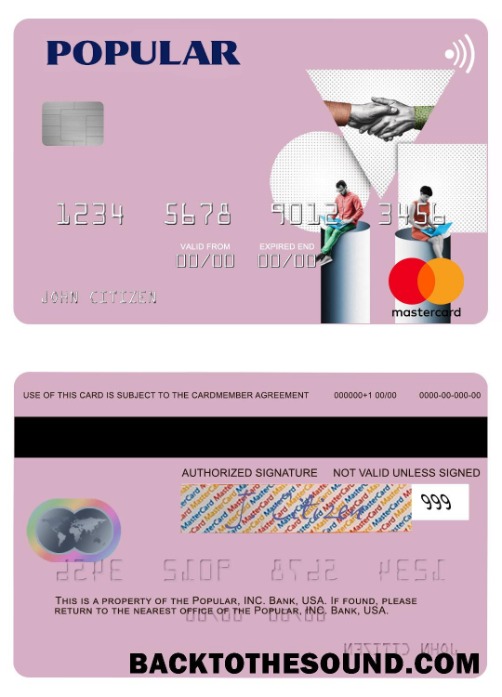 POPULAR
1234 5678 9012 3456
VALID FROM EXPIRED END
00/00 00/00
JOHN CITIZEN
mastercard
USE OF THIS CARD IS SUBJECT TO THE CARDMEMBER AGREEMENT 000000+1 00/00 0000-00-000-00
AUTHORIZED SIGNATURE NOT VALID UNLESS SIGNED
MasterCard MasterCard MasterCard
999
THIS IS A PROPERTY OF THE POPULAR, INC. BANK, USA. IF FOUND, PLEASE
RETURN TO THE NEAREST OFFICE OF THE POPULAR, INC. BANK, USA.
BACKTOTHESOUND.COM